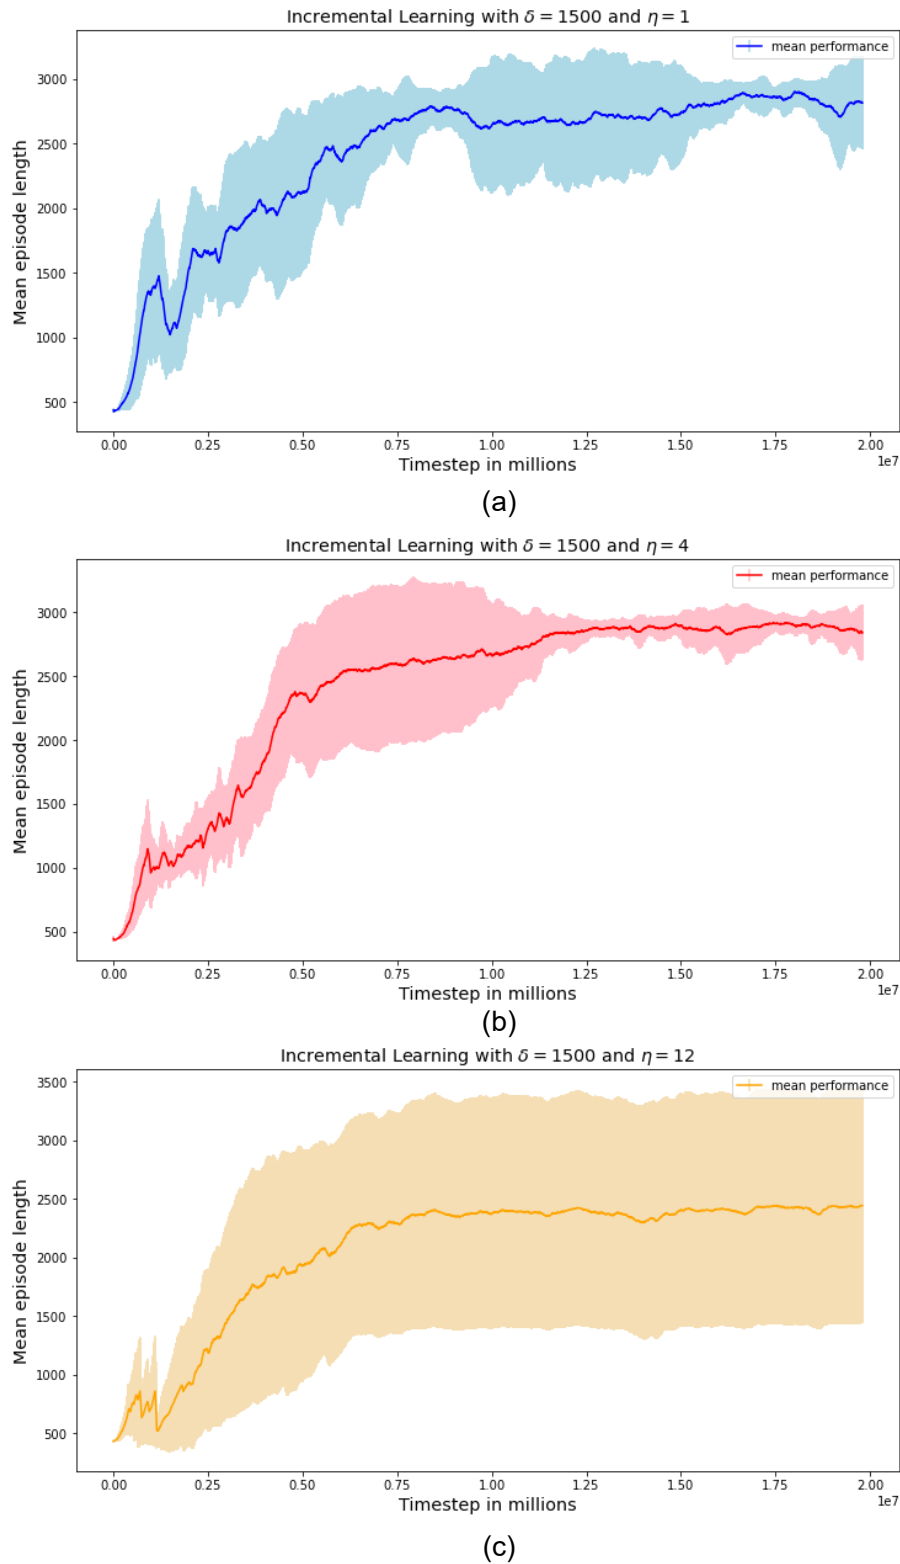 Incremental Learning with δ = 1500 and η = 1
mean performance
Mean episode length
3000
2500
2000
1500
1000
500
0.00 0.25 0.50 0.75 1.00 1.25 1.50 1.75 2.00
1e7
Timestep in millions
(a)
Incremental Learning with δ = 1500 and η = 4
mean performance
Mean episode length
3000
2500
2000
1500
1000
500
0.00 0.25 0.50 0.75 1.00 1.25 1.50 1.75 2.00
1e7
Timestep in millions
(b)
Incremental Learning with δ = 1500 and η = 12
mean performance
Mean episode length
3500
3000
2500
2000
1500
1000
500
0.00 0.25 0.50 0.75 1.00 1.25 1.50 1.75 2.00
1e7
Timestep in millions
(c)